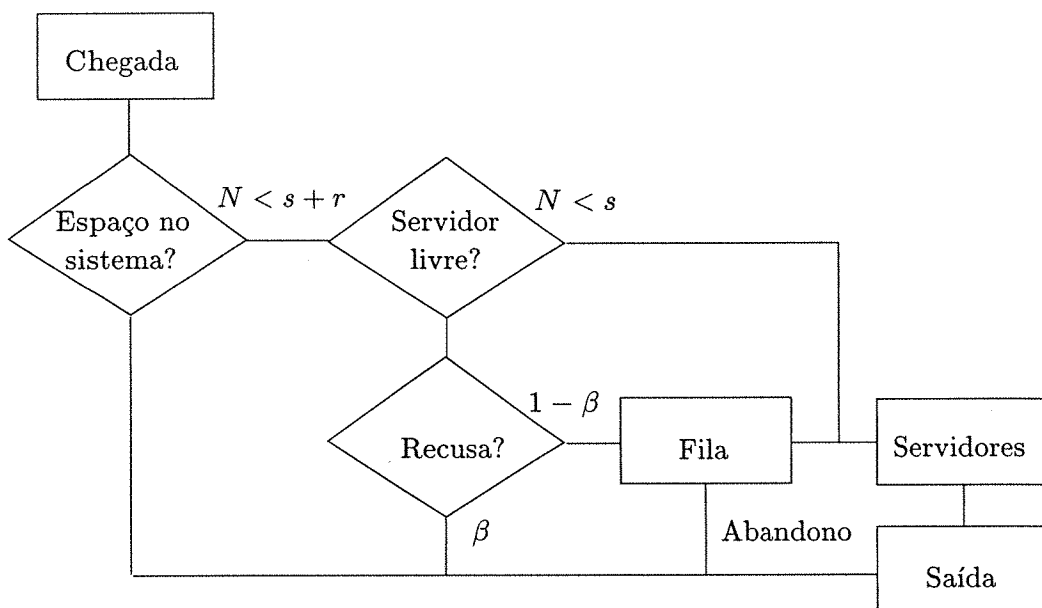 Chegada
Espaço no
sistema?
N < s + r
Servidor
livre?
N < s
Recusa?
1 − β
β
Fila
Abandono
Servidores
Saída